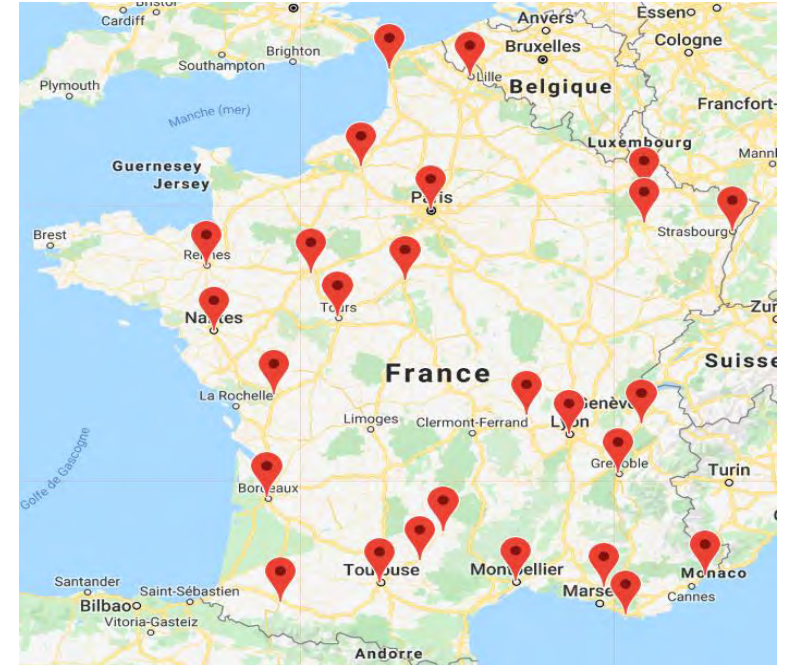 Bristol
Cardiff
Anvers
Essen
Brighton
Southampton
Bruxelles
Cologne
Plymouth
Lille
Belgique
Francfort-
Manche (mer)
Luxembourg
Mannh
Guernesey
Jersey
Paris
Brest
Strasbourg
Rennes
Tours
Zur
Nantes
Suisse
France
La Rochelle
Genève
Limoges
Clermont-Ferrand
Lyon
Golfe de Gascogne
Grenoble
Turin
Bordeaux
Toulouse
Montpellier
Monaco
Santander
Saint-Sébastien
Marse
Cannes
Bilbao
Vitoria-Gasteiz
Andorre